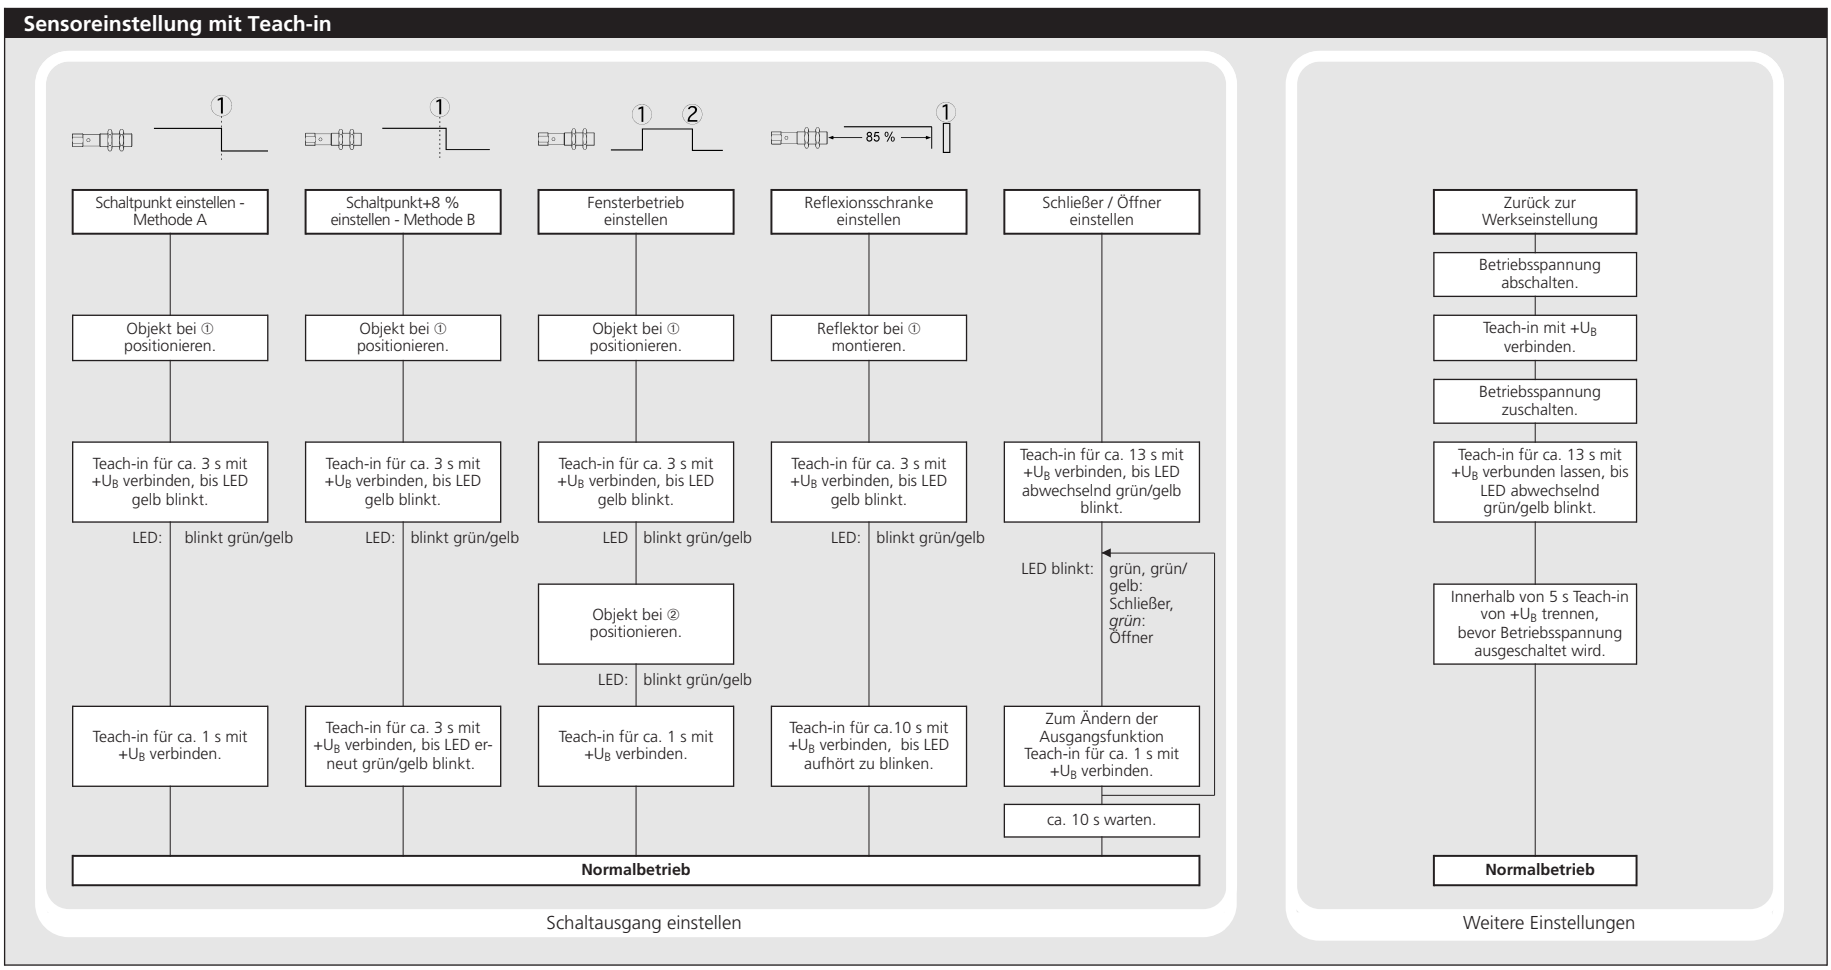 Sensoreinstellung mit Teach-in
①
①
① ②
85 %
①
Schaltpunkt einstellen -
Methode A
Objekt bei ①
positionieren.
Teach-in für ca. 3 s mit
+UB verbinden, bis LED
gelb blinkt.
LED: blinkt grün/gelb
Teach-in für ca. 1 s mit
+UB verbinden.
Schaltpunkt+8 %
einstellen - Methode B
Objekt bei ①
positionieren.
Teach-in für ca. 3 s mit
+UB verbinden, bis LED
gelb blinkt.
LED: blinkt grün/gelb
Teach-in für ca. 3 s mit
+UB verbinden, bis LED er-
neut grün/gelb blinkt.
Fensterbetrieb
einstellen
Objekt bei ①
positionieren.
Teach-in für ca. 3 s mit
+UB verbinden, bis LED
gelb blinkt.
LED blinkt grün/gelb
Objekt bei ②
positionieren.
LED: blinkt grün/gelb
Teach-in für ca. 1 s mit
+UB verbinden.
Reflexionsschranke
einstellen
Reflektor bei ①
montieren.
Teach-in für ca. 3 s mit
+UB verbinden, bis LED
gelb blinkt.
LED: blinkt grün/gelb
Teach-in für ca.10 s mit
+UB verbinden, bis LED
aufhört zu blinken.
Schließer / Öffner
einstellen
Teach-in für ca. 13 s mit
+UB verbinden, bis LED
abwechselnd grün/gelb
blinkt.
LED blinkt: grün, grün/
gelb:
Schließer,
grün:
Öffner
Zum Ändern der
Ausgangsfunktion
Teach-in für ca. 1 s mit
+UB verbinden.
ca. 10 s warten.
Normalbetrieb
Schaltausgang einstellen
Zurück zur
Werkseinstellung
Betriebsspannung
abschalten.
Teach-in mit +UB
verbinden.
Betriebsspannung
zuschalten.
Teach-in für ca. 13 s mit
+UB verbunden lassen, bis
LED abwechselnd
grün/gelb blinkt.
Innerhalb von 5 s Teach-in
von +UB trennen,
bevor Betriebsspannung
ausgeschaltet wird.
Normalbetrieb
Weitere Einstellungen